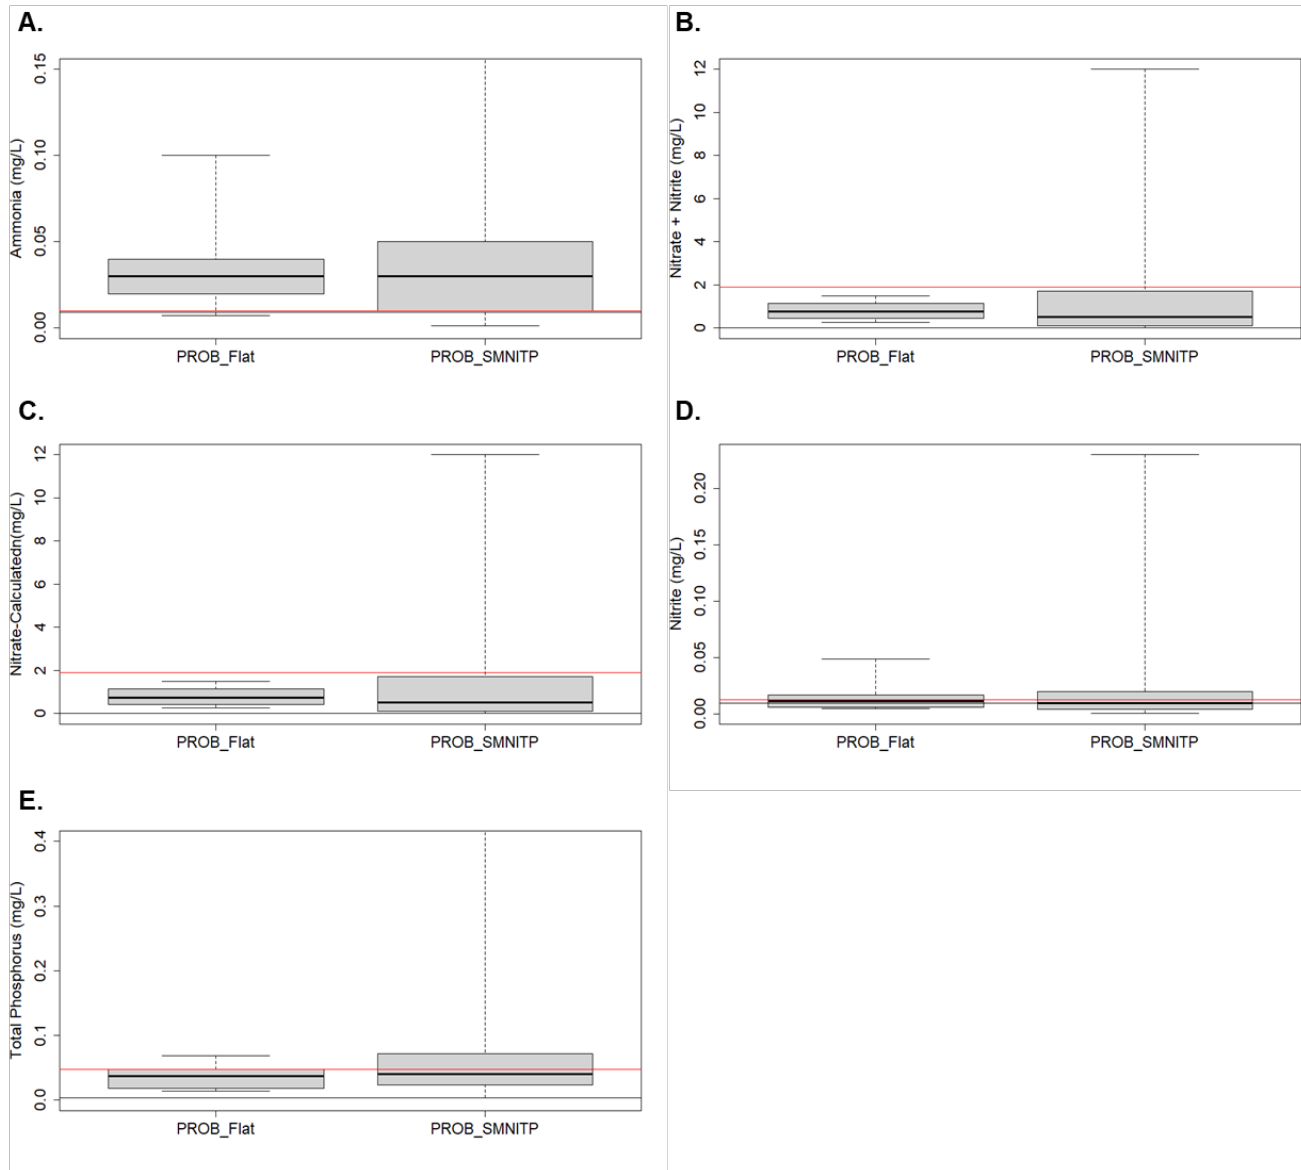 A.
Ammonia (mg/L)
0.15
0.10
0.05
0.00
PROB_Flat PROB_SMNITP
B.
Nitrate + Nitrite (mg/L)
12
10
8
6
4
2
0
PROB_Flat PROB_SMNITP
C.
Nitrate-Calculatedn(mg/L)
12
10
8
6
4
2
0
PROB_Flat PROB_SMNITP
D.
Nitrite (mg/L)
0.20
0.15
0.10
0.05
0.00
PROB_Flat PROB_SMNITP
E.
Total Phosphorus (mg/L)
0.4
0.3
0.2
0.1
0.0
PROB_Flat PROB_SMNITP